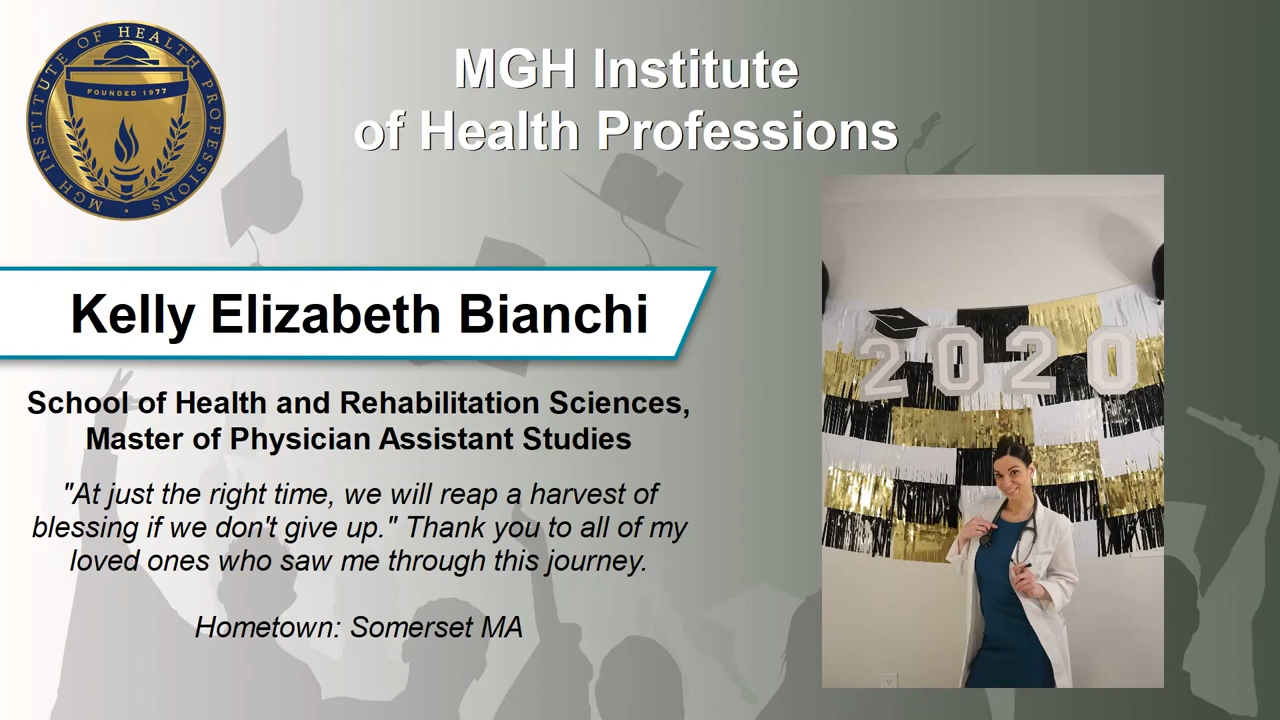 MGH INSTITUTE OF HEALTH PROFESSIONS
FOUNDED 1977
MGH Institute
of Health Professions
Kelly Elizabeth Bianchi
School of Health and Rehabilitation Sciences,
Master of Physician Assistant Studies
"At just the right time, we will reap a harvest of
blessing if we don't give up." Thank you to all of my
loved ones who saw me through this journey.
Hometown: Somerset MA
2020